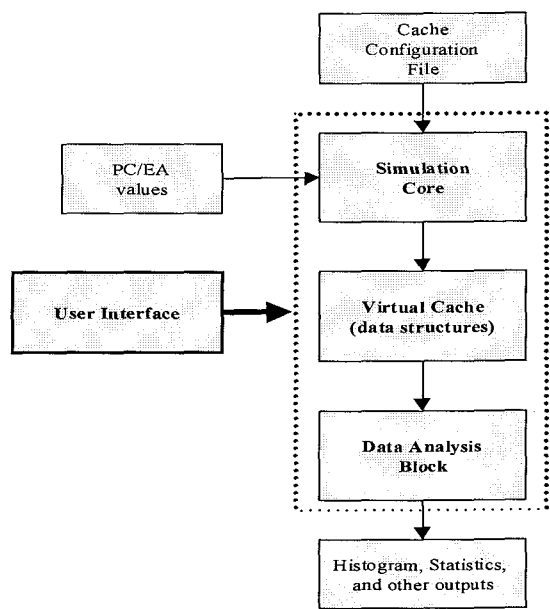 Cache
Configuration
File
PC/EA
values
Simulation
Core
User Interface
Virtual Cache
(data structures)
Data Analysis
Block
Histogram, Statistics,
and other outputs